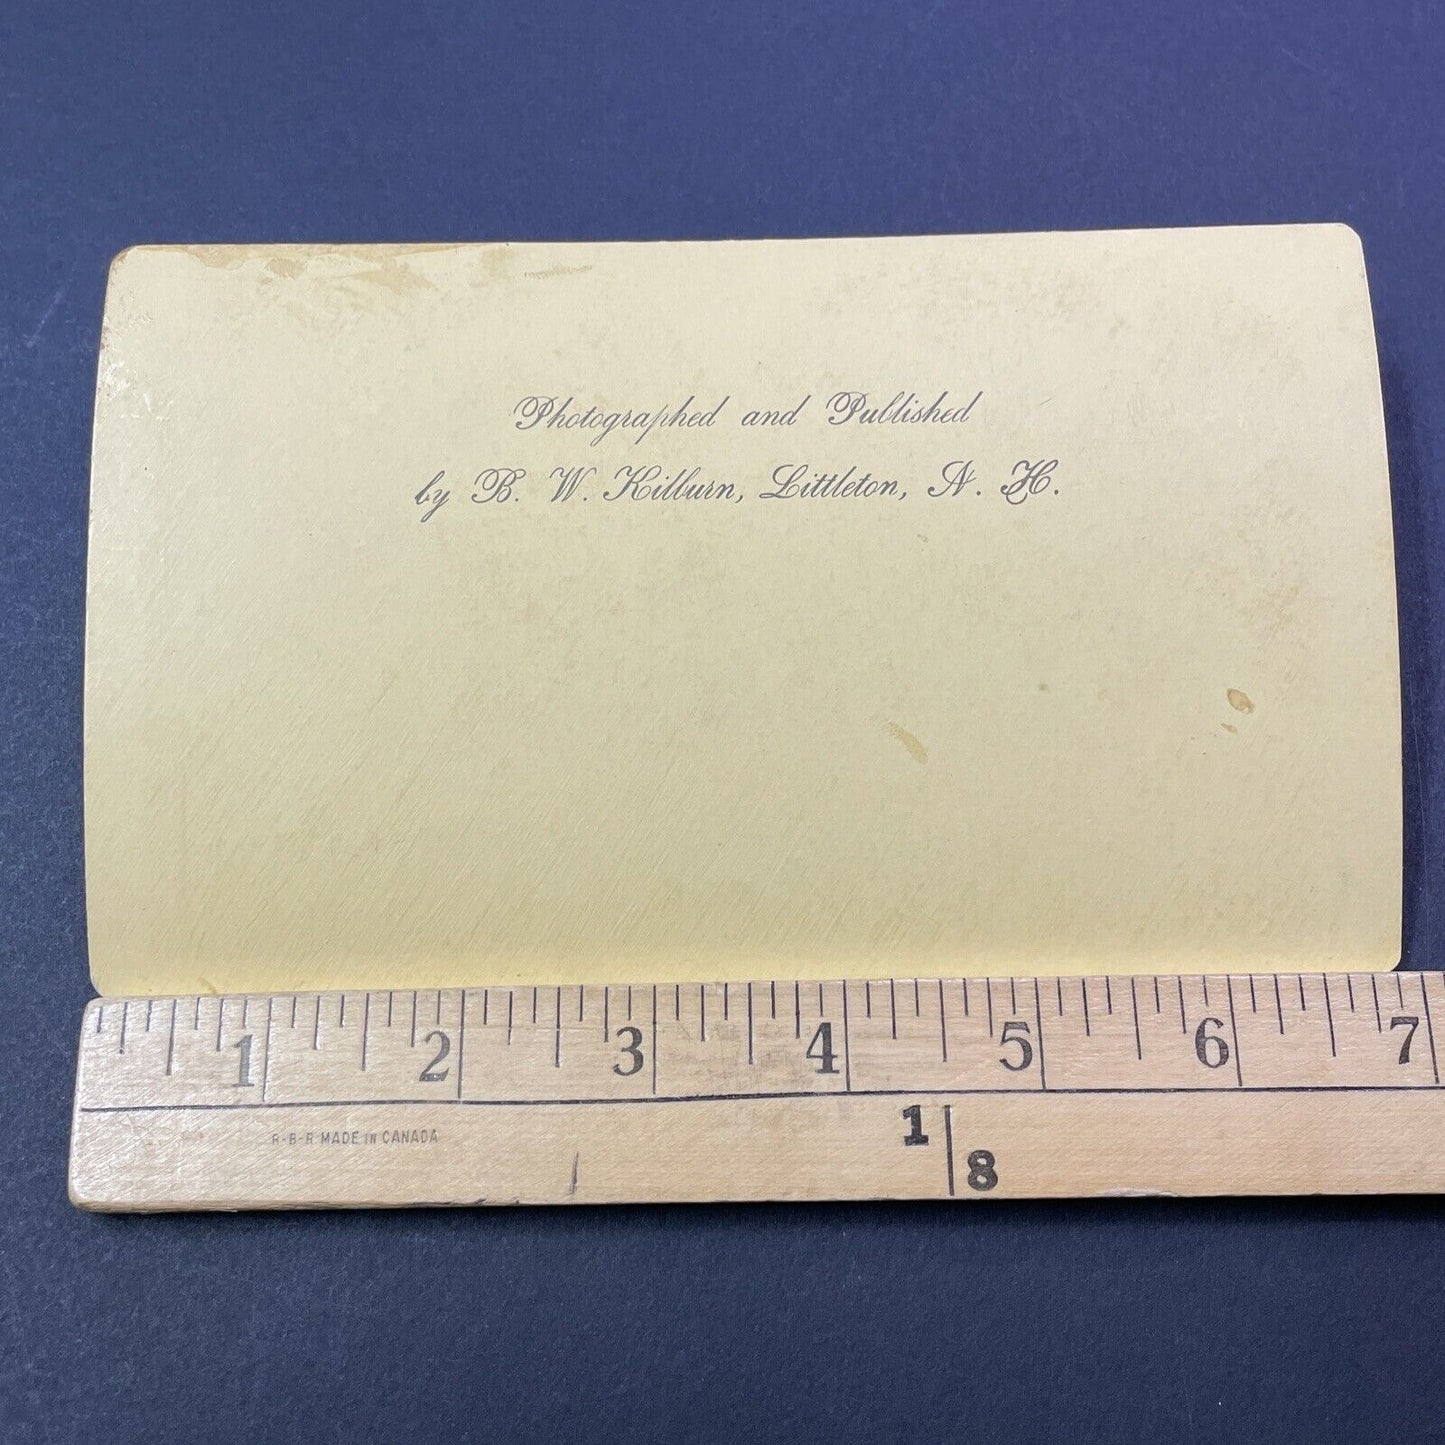 Photographed and Published
by B. W. Kilburn, Littleton, N. H.
1 2 3 4 5 6 7
R-B-R MADE IN CANADA
1
8